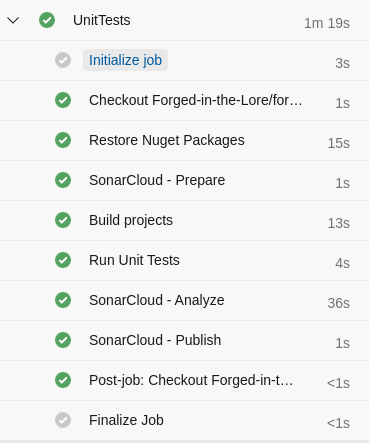 UnitTests 1m 19s
Initialize job 3s
Checkout Forged-in-the-Lore/for... 1s
Restore Nuget Packages 15s
SonarCloud - Prepare 1s
Build projects 13s
Run Unit Tests 4s
SonarCloud - Analyze 36s
SonarCloud - Publish 1s
Post-job: Checkout Forged-in-t... <1s
Finalize Job <1s